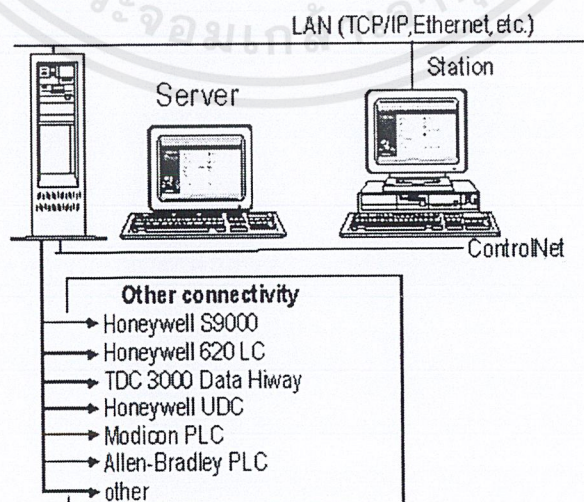 LAN (TCP/IP,Ethernet, etc.)
Station
Server
ControlNet
Other connectivity
Honeywell S9000
Honeywell 620 LC
TDC 3000 Data Hiway
Honeywell UDC
Modicon PLC
Allen-Bradley PLC
other